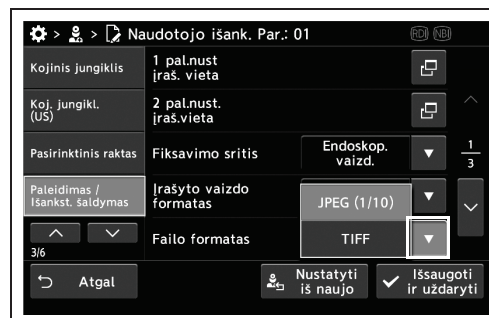 > > Naudotojo išank. Par.: 01
RDI NBI
Kojinis jungiklis
1 pal.nust
įraš. vieta
Koj. jungikl.
(US)
2 pal.nust.
įraš.vieta
Pasirinktinis raktas
Fiksavimo sritis
Endoskop.
vaizd.
1
3
Paleidimas /
Išankst. šaldymas
Įrašyto vaizdo
formatas
JPEG (1/10)
Failo formatas
TIFF
3/6
Atgal
Nustatyti
iš naujo
Išsaugoti
ir uždaryti